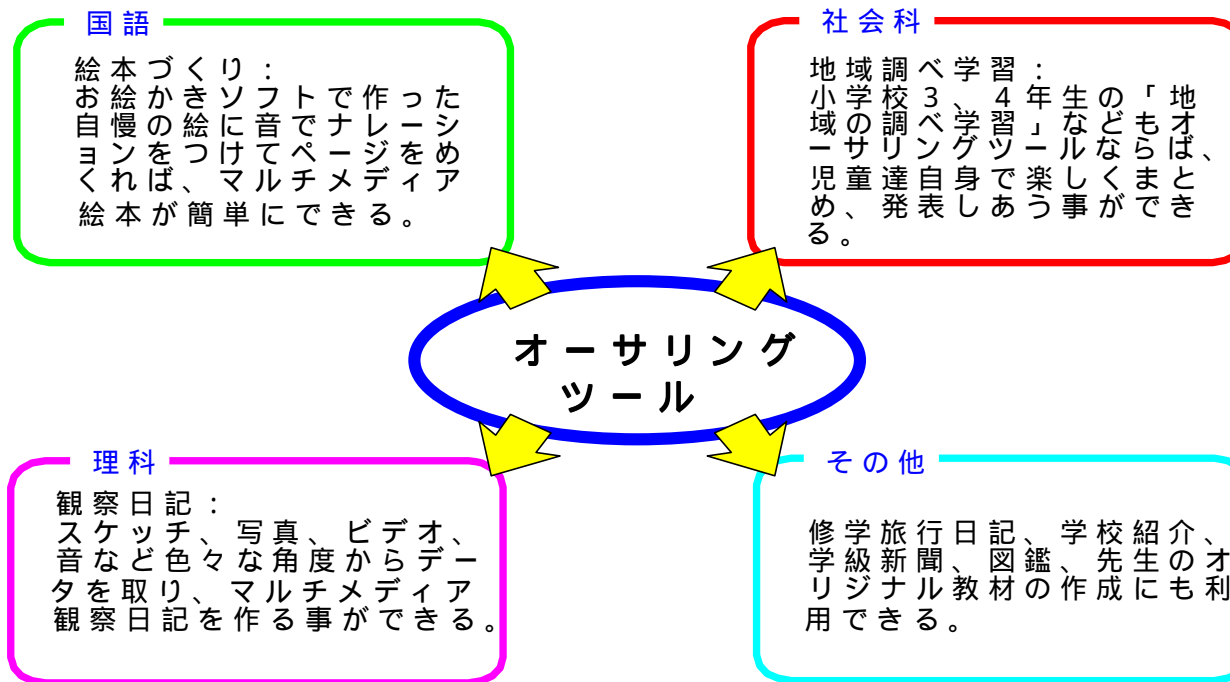 国語
絵本づくり：
お絵かきソフトで作った
自慢の絵に音でナレーシ
ョンをつけてページをめ
くれば、マルチメディア
絵本が簡単にできる。
社会科
地域調べ学習：
小学校３、４年生の「地
域の調べ学習」などもオ
ーサリングツールならば、
児童達自身で楽しくまと
め、発表しあう事ができ
る。
オーサリング
ツール
理科
観察日記：
スケッチ、写真、ビデオ、
音など色々な角度からデー
タを取り、マルチメディア
観察日記を作る事ができる。
その他
修学旅行日記、学校紹介、
学級新聞、図鑑、先生のオ
リジナル教材の作成にも利
用できる。